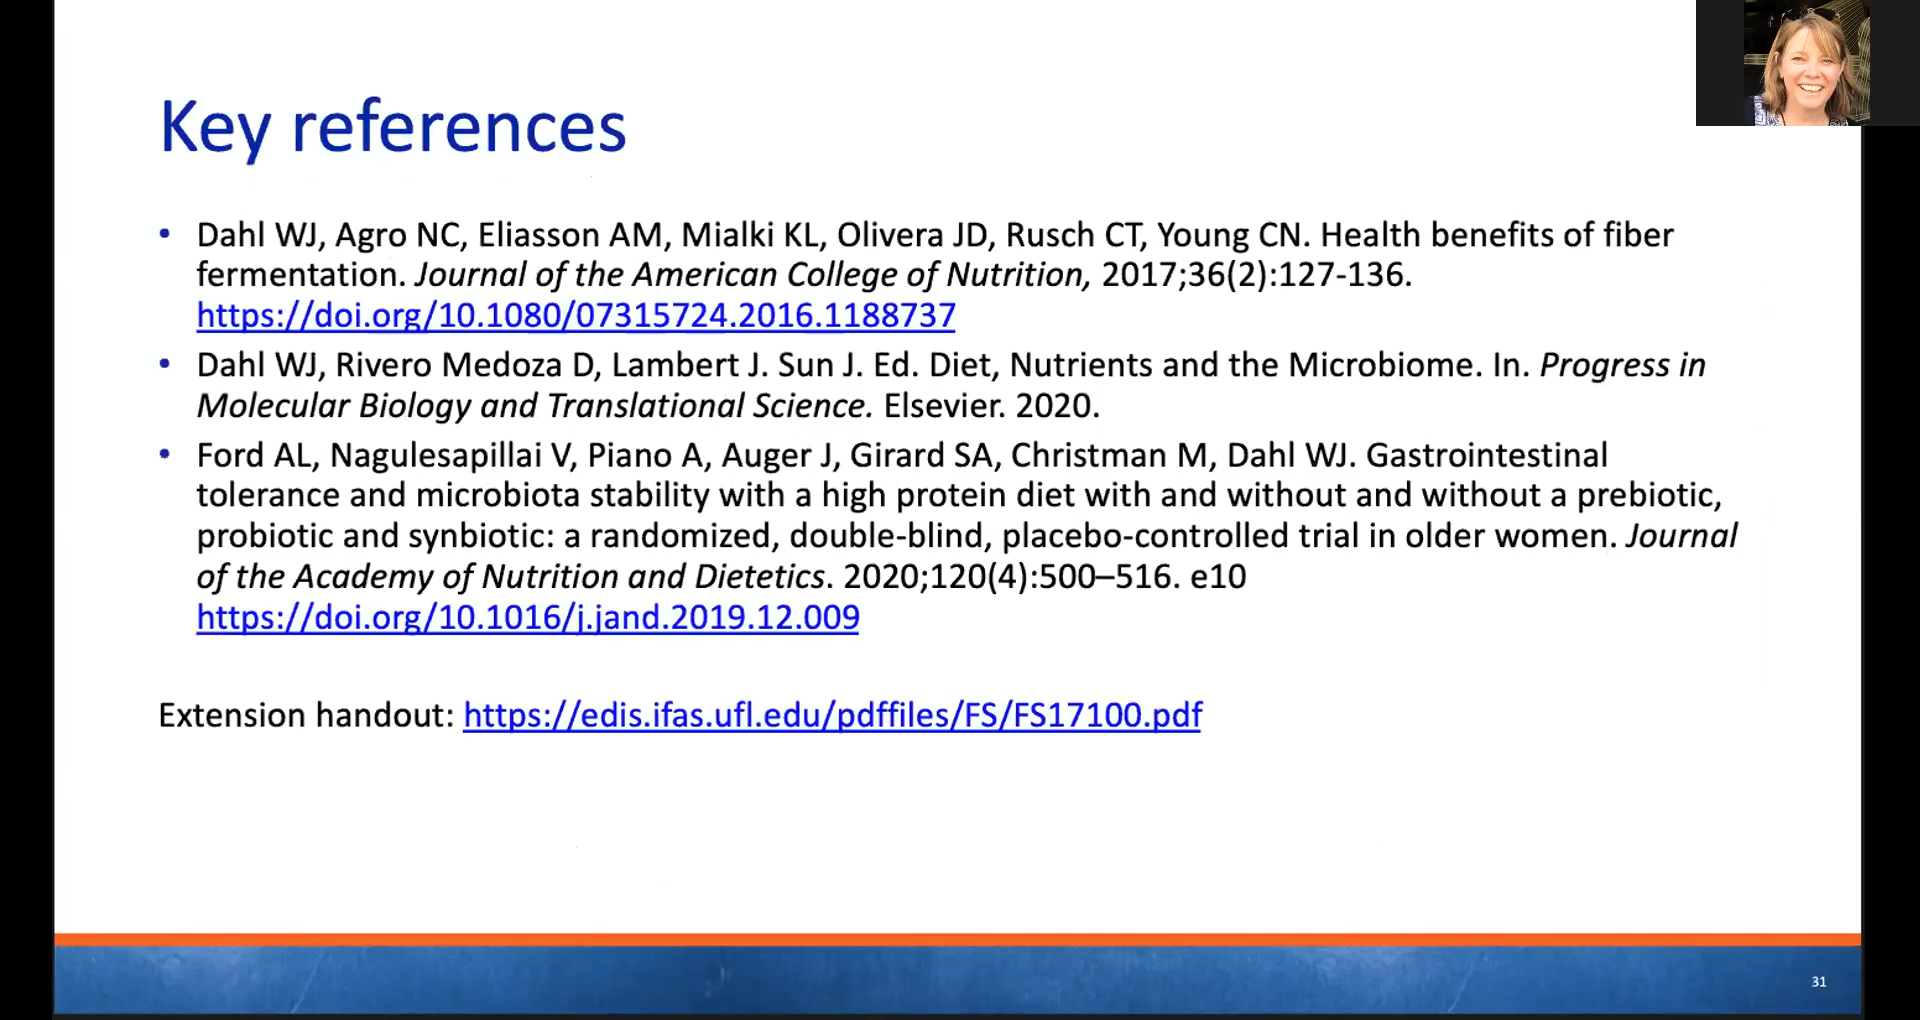 Key references
• Dahl WJ, Agro NC, Eliasson AM, Mialki KL, Olivera JD, Rusch CT, Young CN. Health benefits of fiber
fermentation. Journal of the American College of Nutrition, 2017;36(2):127-136.
https://doi.org/10.1080/07315724.2016.1188737
• Dahl WJ, Rivero Medoza D, Lambert J. Sun J. Ed. Diet, Nutrients and the Microbiome. In. Progress in
Molecular Biology and Translational Science. Elsevier. 2020.
• Ford AL, Nagulesapillai V, Piano A, Auger J, Girard SA, Christman M, Dahl WJ. Gastrointestinal
tolerance and microbiota stability with a high protein diet with and without and without a prebiotic,
probiotic and synbiotic: a randomized, double-blind, placebo-controlled trial in older women. Journal
of the Academy of Nutrition and Dietetics. 2020;120(4):500–516. e10
https://doi.org/10.1016/j.jand.2019.12.009
Extension handout: https://edis.ifas.ufl.edu/pdffiles/FS/FS17100.pdf
31